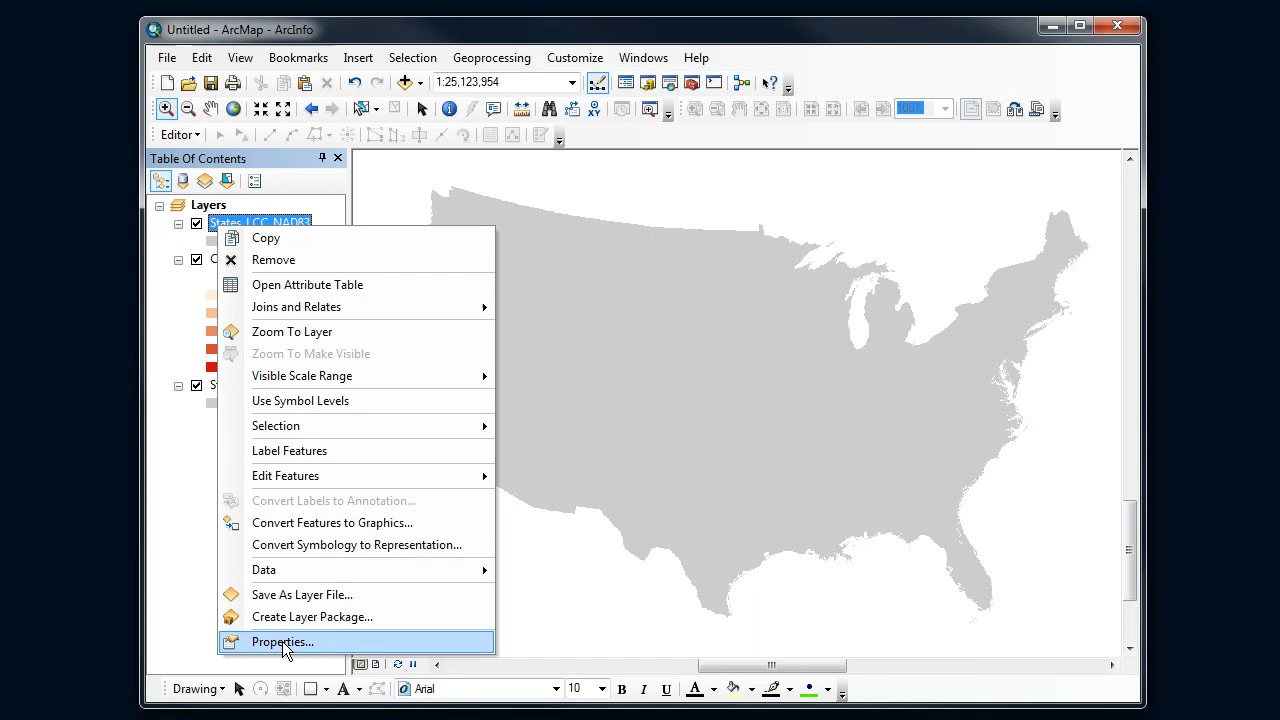 Untitled - ArcMap - ArcInfo
File Edit View Bookmarks Insert Selection Geoprocessing Customize Windows Help
1:25,123,954
100%
Editor
Table Of Contents
Layers
States_LCC_NAD83
Copy
Remove
Open Attribute Table
Joins and Relates
Zoom To Layer
Zoom To Make Visible
Visible Scale Range
Use Symbol Levels
Selection
Label Features
Edit Features
Convert Labels to Annotation...
Convert Features to Graphics...
Convert Symbology to Representation...
Data
Save As Layer File...
Create Layer Package...
Properties...
Drawing A Arial 10 B I U A